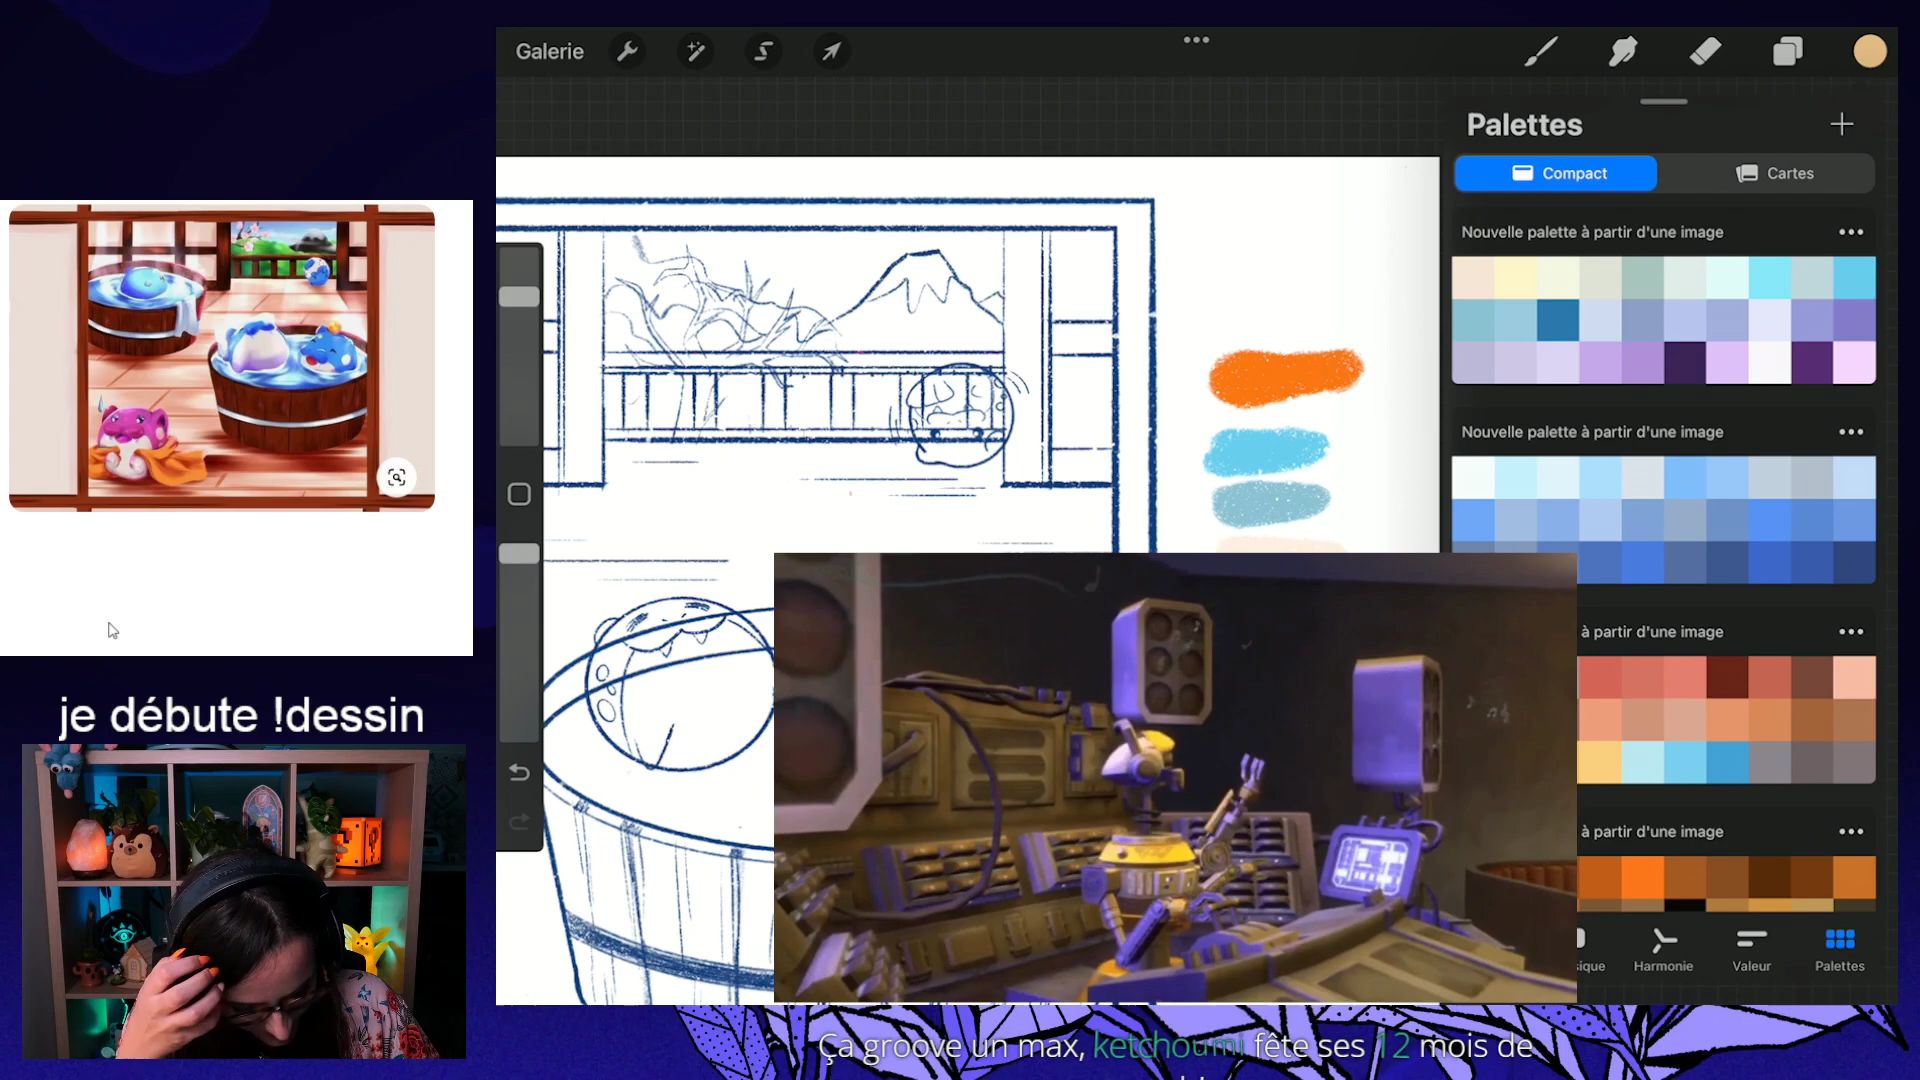 Galerie
Palettes
Compact
Cartes
Nouvelle palette à partir d'une image
Nouvelle palette à partir d'une image
à partir d'une image
à partir d'une image
ique
Harmonie
Valeur
Palettes
je débute !dessin
Ça groove un max, ketchoumi fête ses 12 mois de